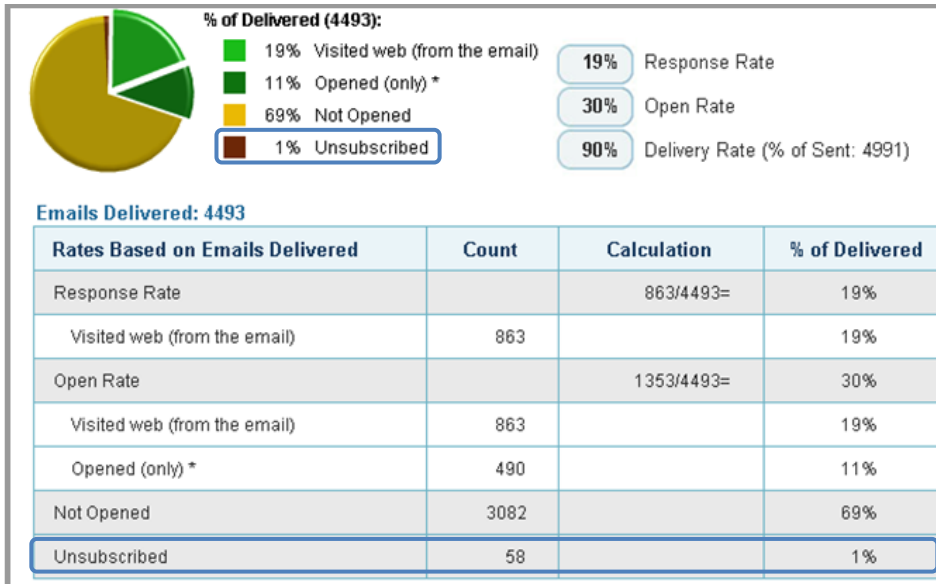 % of Delivered (4493):
19% Visited web (from the email)
11% Opened (only) *
69% Not Opened
1% Unsubscribed
19% Response Rate
30% Open Rate
90% Delivery Rate (% of Sent: 4991)
Emails Delivered: 4493
Rates Based on Emails Delivered Count Calculation % of Delivered
Response Rate 863/4493= 19%
Visited web (from the email) 863 19%
Open Rate 1353/4493= 30%
Visited web (from the email) 863 19%
Opened (only) * 490 11%
Not Opened 3082 69%
Unsubscribed 58 1%